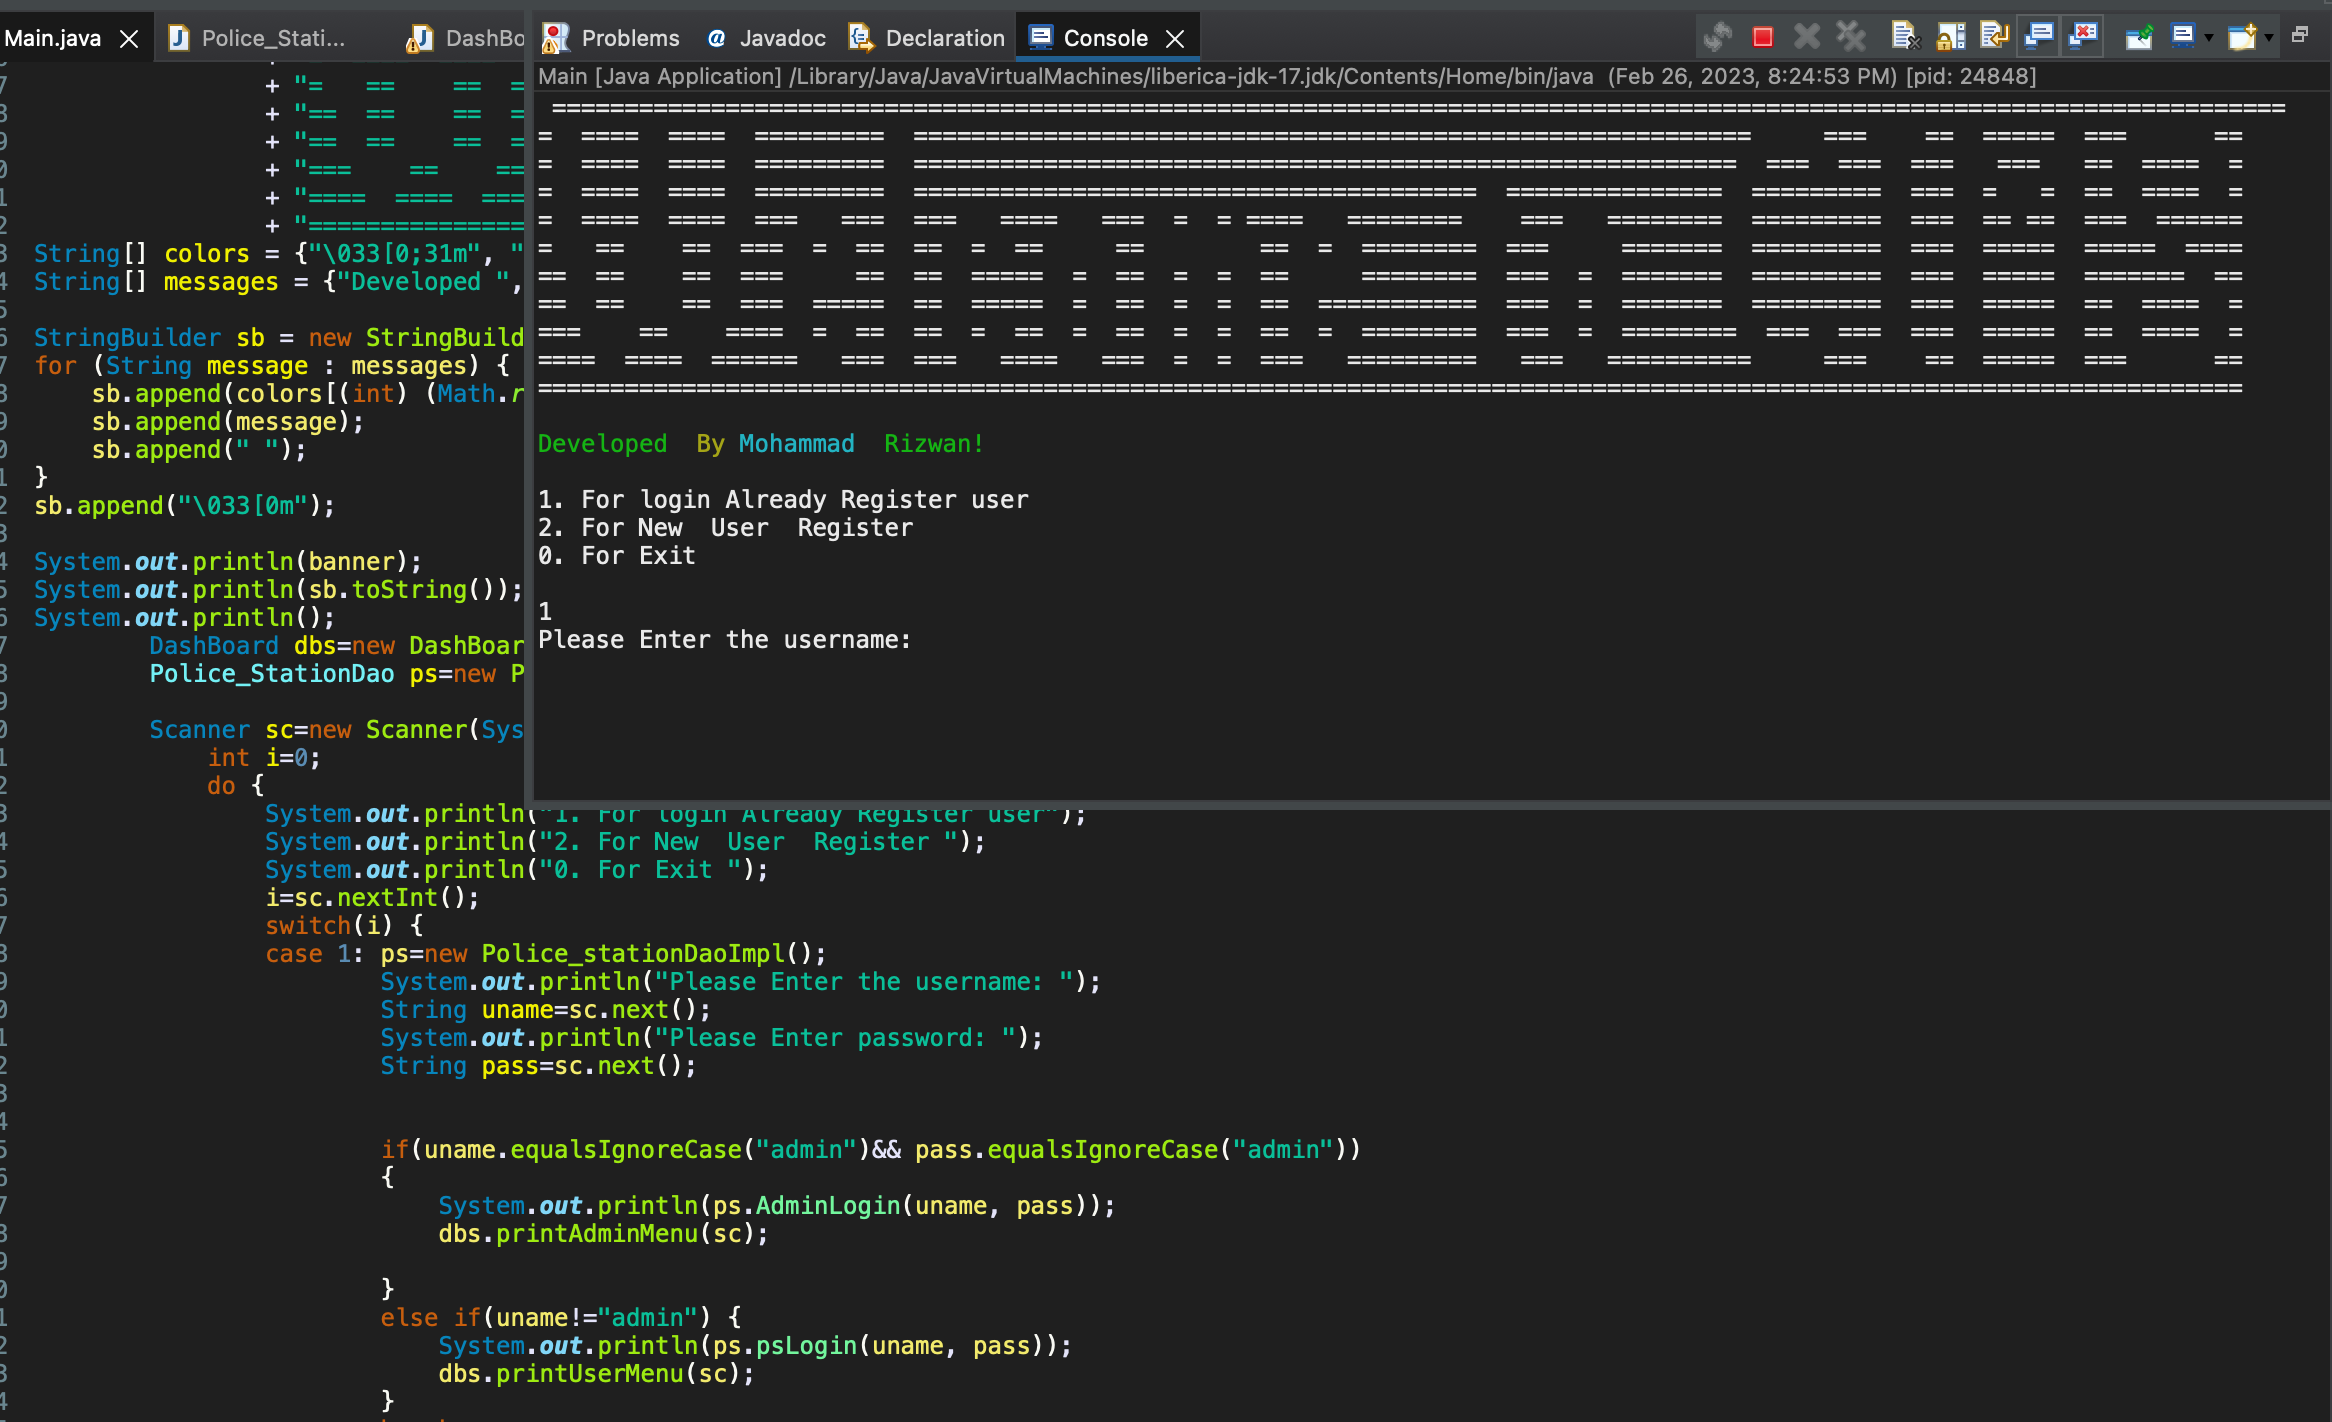 Main.java
Police_Stati...
DashBo
Problems
Javadoc
Declaration
Console
Main [Java Application] /Library/Java/JavaVirtualMachines/liberica-jdk-17.jdk/Contents/Home/bin/java (Feb 26, 2023, 8:24:53 PM) [pid: 24848]
Developed  By Mohammad  Rizwan!
1. For login Already Register user
2. For New  User  Register
0. For Exit
1
Please Enter the username:
+ "=   ==    ==  =
+ "==  ==    ==  =
+ "==  ==    ==  =
+ "===    ==    ==
+ "====  ====  ===
+ "===============
String[] colors = {"\033[0;31m", "
String[] messages = {"Developed ",
StringBuilder sb = new StringBuild
for (String message : messages) {
sb.append(colors[(int) (Math.r
sb.append(message);
sb.append(" ");
}
sb.append("\033[0m");
System.out.println(banner);
System.out.println(sb.toString());
System.out.println();
DashBoard dbs=new DashBoar
Police_StationDao ps=new P
Scanner sc=new Scanner(Sys
int i=0;
do {
System.out.println("1. For login Already Register user");
System.out.println("2. For New  User  Register ");
System.out.println("0. For Exit ");
i=sc.nextInt();
switch(i) {
case 1: ps=new Police_stationDaoImpl();
System.out.println("Please Enter the username: ");
String uname=sc.next();
System.out.println("Please Enter password: ");
String pass=sc.next();
if(uname.equalsIgnoreCase("admin")&& pass.equalsIgnoreCase("admin"))
{
System.out.println(ps.AdminLogin(uname, pass));
dbs.printAdminMenu(sc);
}
else if(uname!="admin") {
System.out.println(ps.psLogin(uname, pass));
dbs.printUserMenu(sc);
}